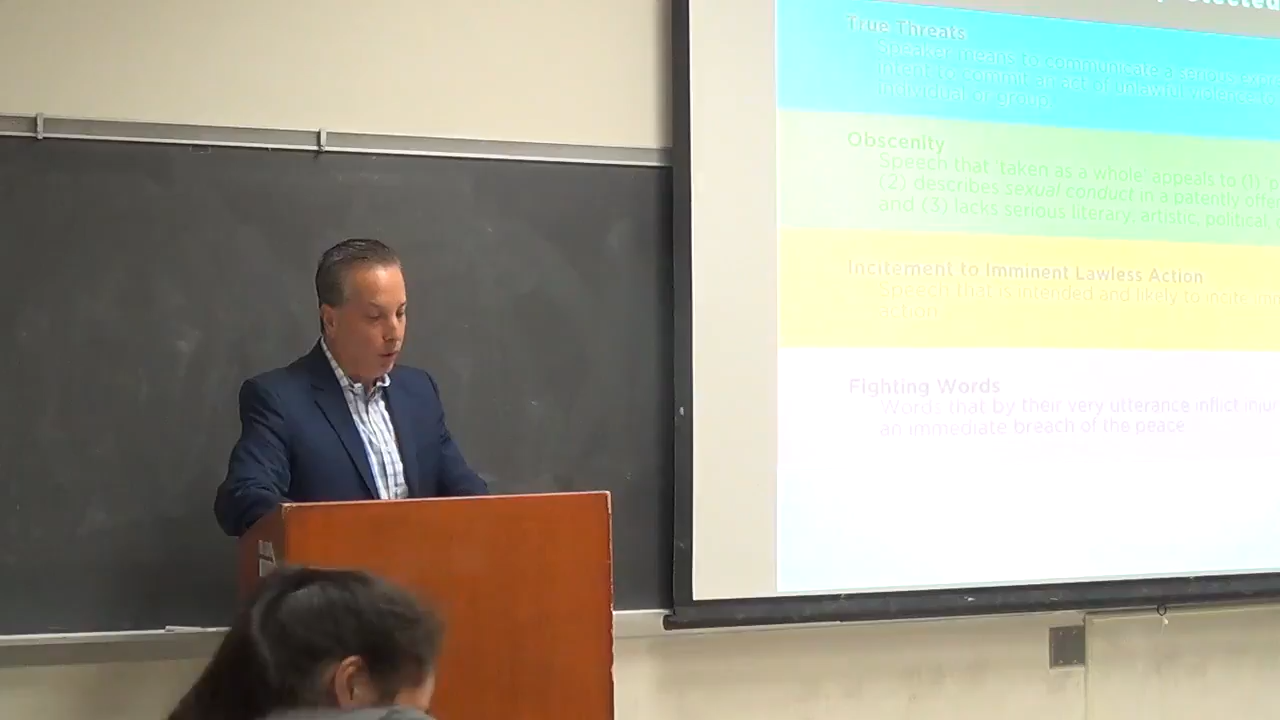 True Threats
Speaker means to communicate a serious
intent to commit an act of unlawful violence
individual or group.
Obscenity
Speech that 'taken as a whole' appeals to (1)
(2) describes sexual conduct in a patently
and (3) lacks serious literary, artistic, political,
Incitement to Imminent Lawless Action
Speech that is intended and likely to incite
action.
Fighting Words
Words that by their very utterance inflict
an immediate breach of the peace